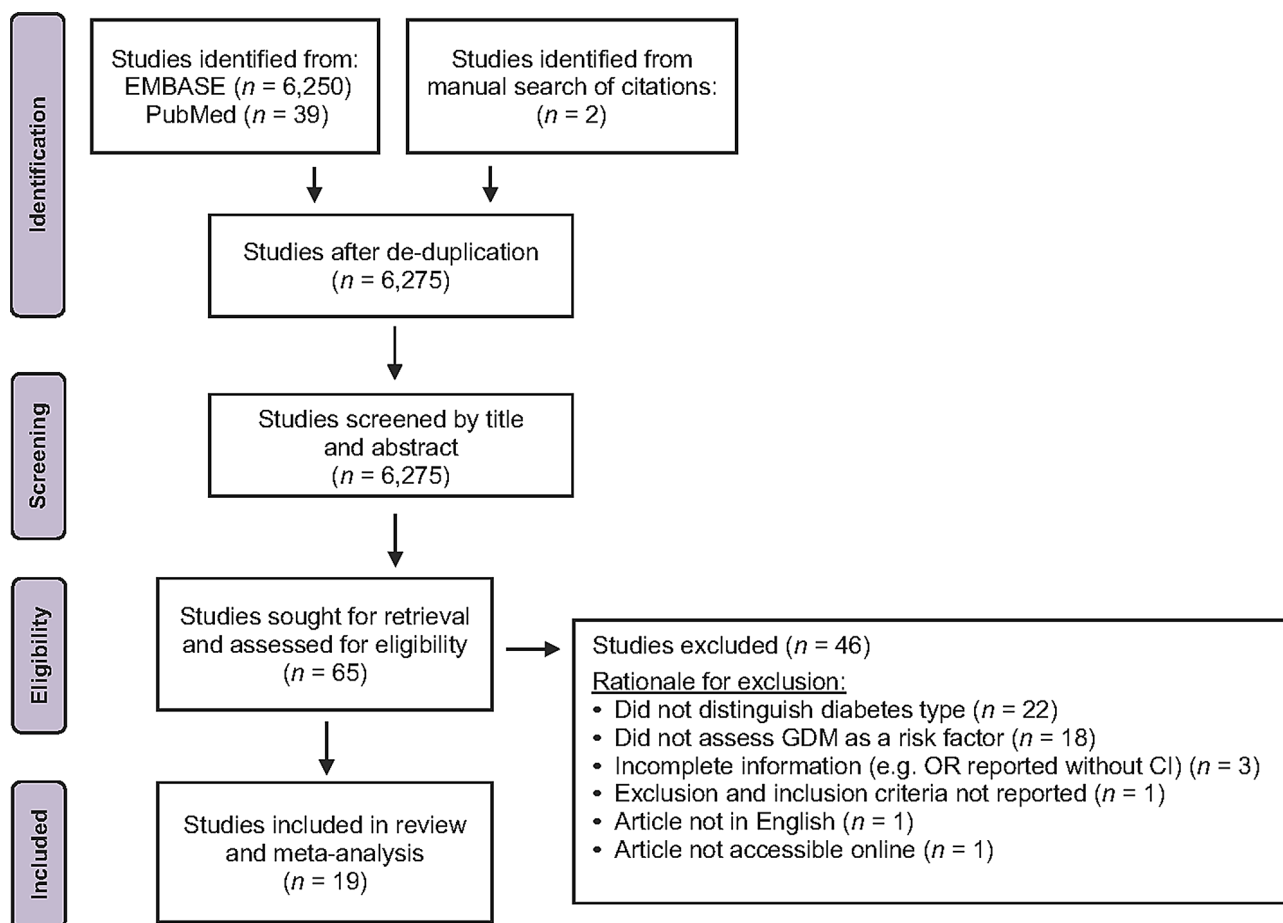 Identification
Studies identified from:
EMBASE (n = 6,250)
PubMed (n = 39)
Studies identified from
manual search of citations:
(n = 2)
Studies after de-duplication
(n = 6,275)
Screening
Studies screened by title
and abstract
(n = 6,275)
Eligibility
Studies sought for retrieval
and assessed for eligibility
(n = 65)
Studies excluded (n = 46)
Rationale for exclusion:
• Did not distinguish diabetes type (n = 22)
• Did not assess GDM as a risk factor (n = 18)
• Incomplete information (e.g. OR reported without CI) (n = 3)
• Exclusion and inclusion criteria not reported (n = 1)
• Article not in English (n = 1)
• Article not accessible online (n = 1)
Included
Studies included in review
and meta-analysis
(n = 19)